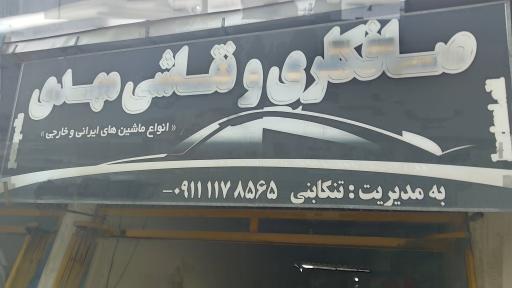 صافکاری و نقاشی مهدی
« انواع ماشین های ایرانی و خارجی »
به مدیریت : تنکابنی ۰۹۱۱۱۱۷۸۵۶۵-